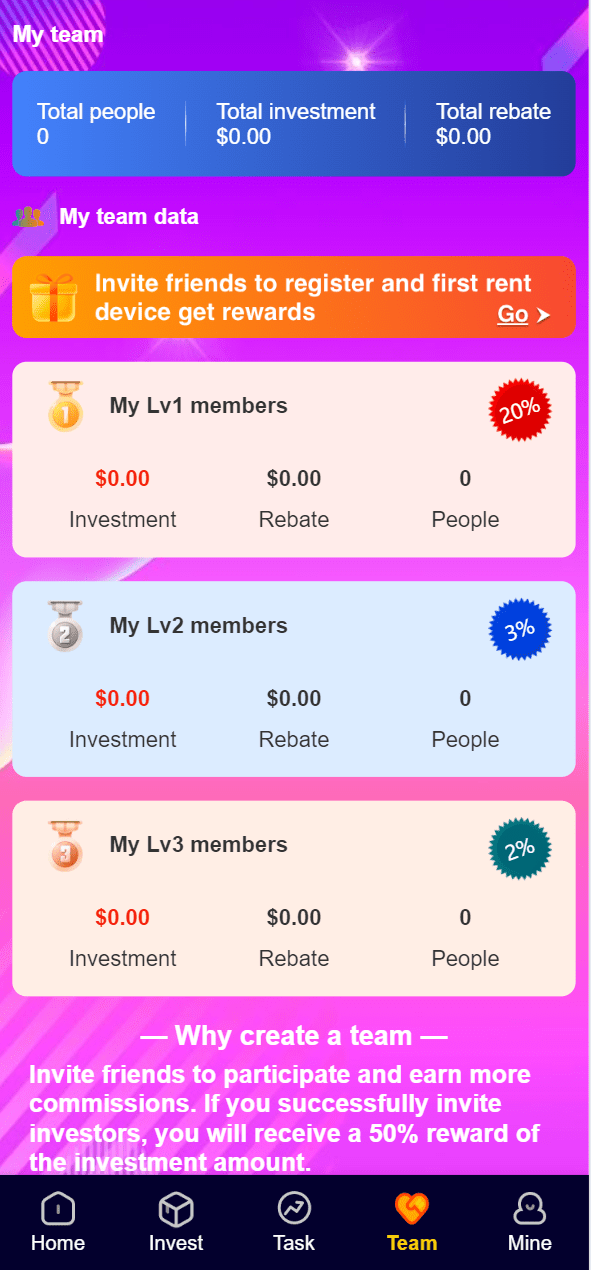 My team
Total people
Total investment
Total rebate
0
$0.00
$0.00
My team data
Invite friends to register and first rent
device get rewards
Go
1
My Lv1 members
20%
$0.00
$0.00
0
Investment
Rebate
People
2
My Lv2 members
3%
$0.00
$0.00
0
Investment
Rebate
People
3
My Lv3 members
2%
$0.00
$0.00
0
Investment
Rebate
People
— Why create a team —
Invite friends to participate and earn more
commissions. If you successfully invite
investors, you will receive a 50% reward of
the investment amount.
Home
Invest
Task
Team
Mine